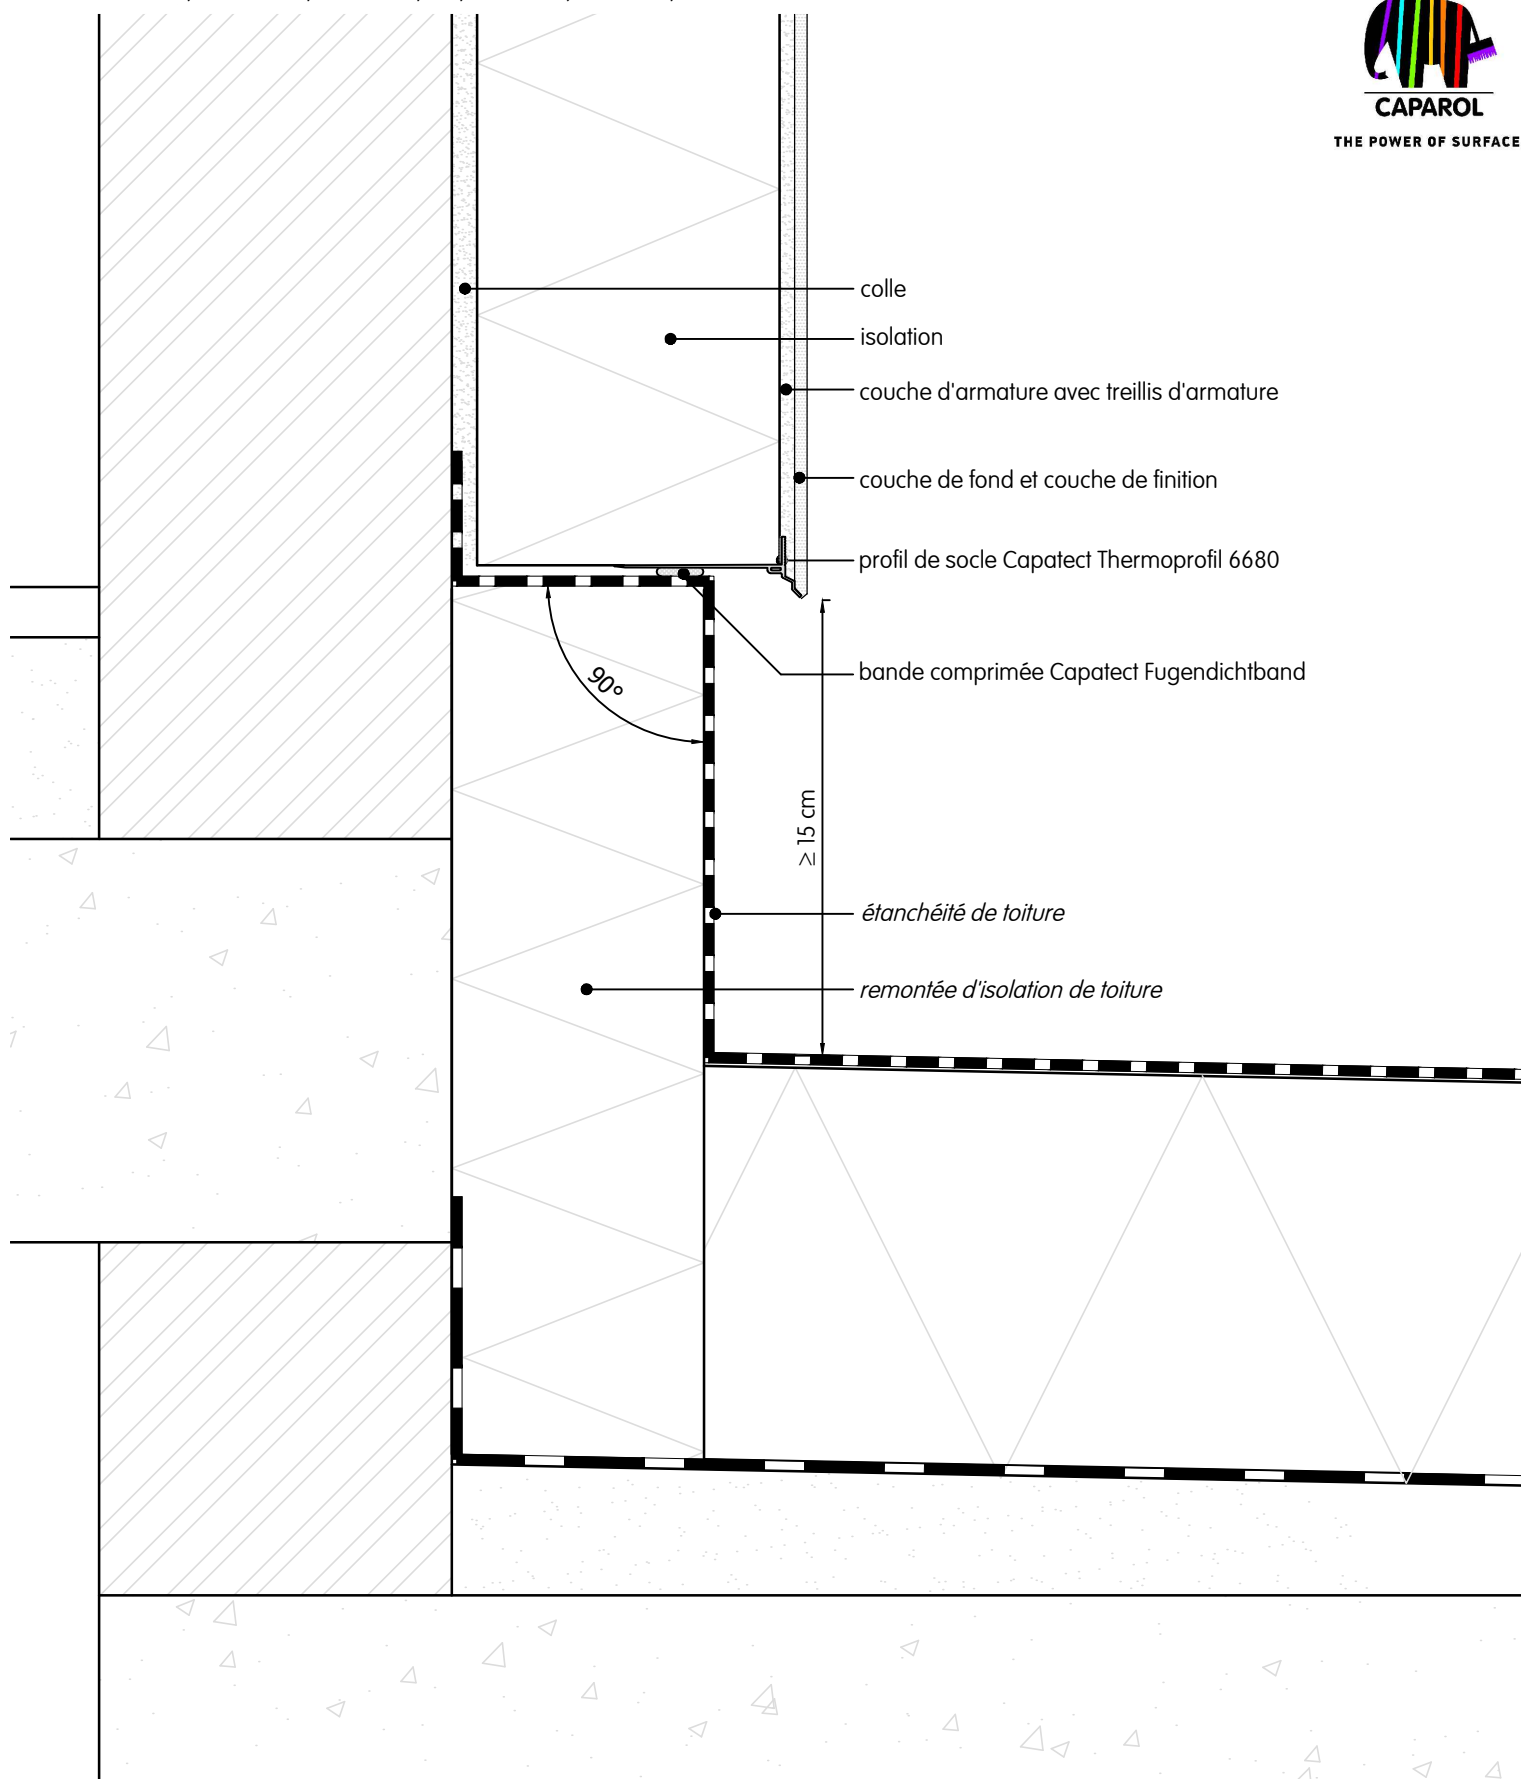 CAPAROL
THE POWER OF SURFACE
colle
isolation
couche d'armature avec treillis d'armature
couche de fond et couche de finition
profil de socle Capatect Thermoprofil 6680
bande comprimée Capatect Fugendichtband
90°
≥ 15 cm
étanchéité de toiture
remontée d'isolation de toiture